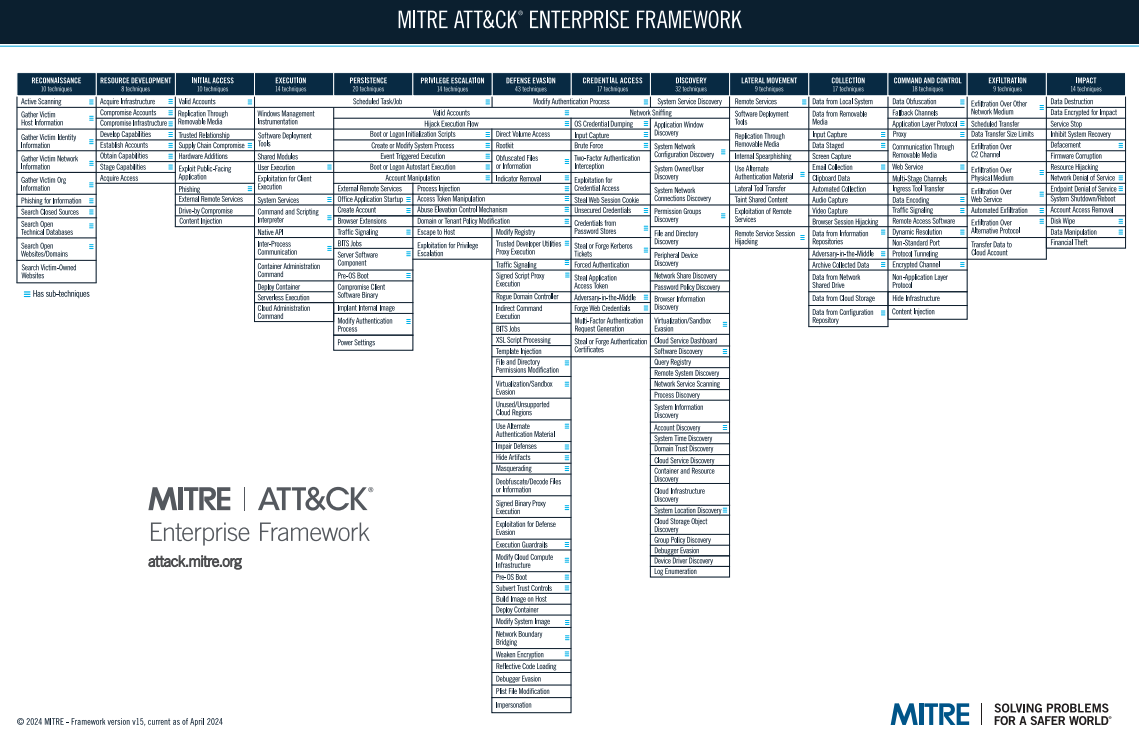 MITRE ATT&CK® ENTERPRISE FRAMEWORK
RECONNAISSANCE
10 techniques
Active Scanning
Gather Victim
Host Information
Gather Victim Identity
Information
Gather Victim Network
Information
Gather Victim Org
Information
Phishing for Information
Search Closed Sources
Search Open
Technical Databases
Search Open
Websites/Domains
Search Victim-Owned
Websites
Has sub-techniques
RESOURCE DEVELOPMENT
8 techniques
Acquire Infrastructure
Compromise Accounts
Compromise Infrastructure
Develop Capabilities
Establish Accounts
Obtain Capabilities
Stage Capabilities
Acquire Access
INITIAL ACCESS
10 techniques
Valid Accounts
Replication Through
Removable Media
Trusted Relationship
Supply Chain Compromise
Hardware Additions
Exploit Public-Facing
Application
Phishing
External Remote Services
Drive-by Compromise
Content Injection
EXECUTION
14 techniques
Scheduled Task/Job
Windows Management
Instrumentation
Software Deployment
Tools
Shared Modules
User Execution
Exploitation for Client
Execution
System Services
Command and Scripting
Interpreter
Native API
Inter-Process
Communication
Container Administration
Command
Deploy Container
Serverless Execution
Cloud Administration
Command
PERSISTENCE
20 techniques
PRIVILEGE ESCALATION
14 techniques
Valid Accounts
Hijack Execution Flow
Boot or Logon Initialization Scripts
Create or Modify System Process
Event Triggered Execution
Boot or Logon Autostart Execution
Account Manipulation
External Remote Services
Office Application Startup
Create Account
Browser Extensions
Traffic Signaling
BITS Jobs
Server Software
Component
Pre-OS Boot
Compromise Client
Software Binary
Implant Internal Image
Modify Authentication
Process
Power Settings
Process Injection
Access Token Manipulation
Abuse Elevation Control Mechanism
Domain or Tenant Policy Modification
Escape to Host
Exploitation for Privilege
Escalation
DEFENSE EVASION
43 techniques
Modify Authentication Process
Direct Volume Access
Rootkit
Obfuscated Files
or Information
Indicator Removal
Modify Registry
Trusted Developer Utilities
Proxy Execution
Traffic Signaling
Signed Script Proxy
Execution
Rogue Domain Controller
Indirect Command
Execution
BITS Jobs
XSL Script Processing
Template Injection
File and Directory
Permissions Modification
Virtualization/Sandbox
Evasion
Unused/Unsupported
Cloud Regions
Use Alternate
Authentication Material
Impair Defenses
Hide Artifacts
Masquerading
Deobfuscate/Decode Files
or Information
Signed Binary Proxy
Execution
Exploitation for Defense
Evasion
Execution Guardrails
Modify Cloud Compute
Infrastructure
Pre-OS Boot
Subvert Trust Controls
Build Image on Host
Deploy Container
Modify System Image
Network Boundary
Bridging
Weaken Encryption
Reflective Code Loading
Debugger Evasion
Plist File Modification
Impersonation
CREDENTIAL ACCESS
17 techniques
Network Sniffing
OS Credential Dumping
Input Capture
Brute Force
Two-Factor Authentication
Interception
Exploitation for
Credential Access
Steal Web Session Cookie
Unsecured Credentials
Credentials from
Password Stores
Steal or Forge Kerberos
Tickets
Forced Authentication
Steal Application
Access Token
Adversary-in-the-Middle
Forge Web Credentials
Multi-Factor Authentication
Request Generation
Steal or Forge Authentication
Certificates
DISCOVERY
32 techniques
System Service Discovery
Application Window
Discovery
System Network
Configuration Discovery
System Owner/User
Discovery
System Network
Connections Discovery
Permission Groups
Discovery
File and Directory
Discovery
Peripheral Device
Discovery
Network Share Discovery
Password Policy Discovery
Browser Information
Discovery
Virtualization/Sandbox
Evasion
Cloud Service Dashboard
Software Discovery
Query Registry
Remote System Discovery
Network Service Scanning
Process Discovery
System Information
Discovery
Account Discovery
System Time Discovery
Domain Trust Discovery
Cloud Service Discovery
Container and Resource
Discovery
Cloud Infrastructure
Discovery
System Location Discovery
Cloud Storage Object
Discovery
Group Policy Discovery
Debugger Evasion
Device Driver Discovery
Log Enumeration
LATERAL MOVEMENT
9 techniques
Remote Services
Software Deployment
Tools
Replication Through
Removable Media
Internal Spearphishing
Use Alternate
Authentication Material
Lateral Tool Transfer
Taint Shared Content
Exploitation of Remote
Services
Remote Service Session
Hijacking
COLLECTION
17 techniques
Data from Local System
Data from Removable
Media
Input Capture
Data Staged
Screen Capture
Email Collection
Clipboard Data
Automated Collection
Audio Capture
Video Capture
Browser Session Hijacking
Data from Information
Repositories
Adversary-in-the-Middle
Archive Collected Data
Data from Network
Shared Drive
Data from Cloud Storage
Data from Configuration
Repository
COMMAND AND CONTROL
18 techniques
Data Obfuscation
Fallback Channels
Application Layer Protocol
Proxy
Communication Through
Removable Media
Web Service
Multi-Stage Channels
Ingress Tool Transfer
Data Encoding
Traffic Signaling
Remote Access Software
Dynamic Resolution
Non-Standard Port
Protocol Tunneling
Encrypted Channel
Non-Application Layer
Protocol
Hide Infrastructure
Content Injection
EXFILTRATION
9 techniques
Exfiltration Over Other
Network Medium
Scheduled Transfer
Data Transfer Size Limits
Exfiltration Over
C2 Channel
Exfiltration Over
Physical Medium
Exfiltration Over
Web Service
Automated Exfiltration
Exfiltration Over
Alternative Protocol
Transfer Data to
Cloud Account
IMPACT
14 techniques
Data Destruction
Data Encrypted for Impact
Service Stop
Inhibit System Recovery
Defacement
Firmware Corruption
Resource Hijacking
Network Denial of Service
Endpoint Denial of Service
System Shutdown/Reboot
Account Access Removal
Disk Wipe
Data Manipulation
Financial Theft
MITRE | ATT&CK®
Enterprise Framework
attack.mitre.org
© 2024 MITRE – Framework version v15, current as of April 2024
MITRE
SOLVING PROBLEMS
FOR A SAFER WORLD®